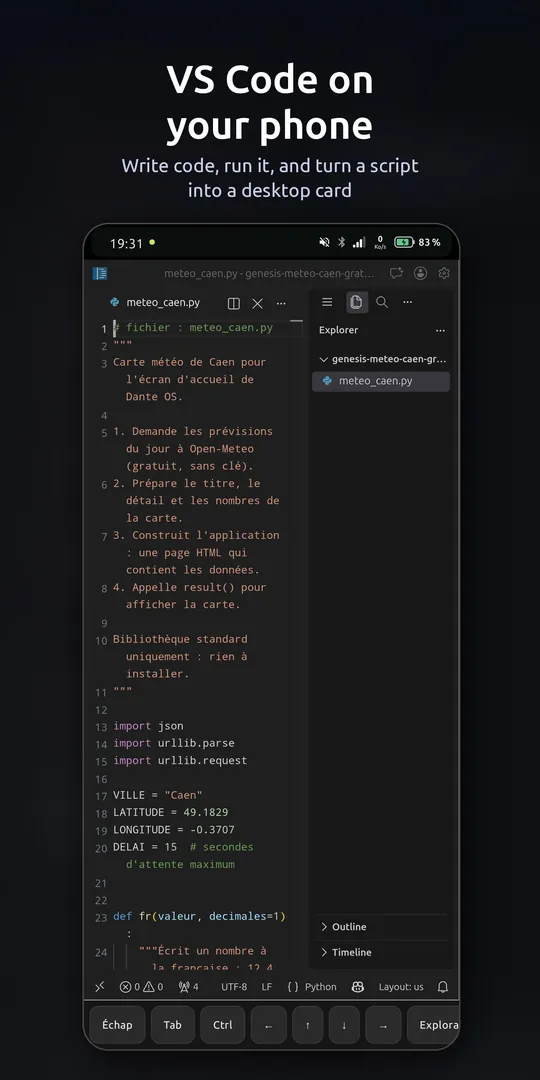 VS Code on
your phone
Write code, run it, and turn a script
into a desktop card
19:31
0
Ko/s
83 %
meteo_caen.py - genesis-meteo-caen-grat...
meteo_caen.py
1 # fichier : meteo_caen.py
2 """
3 Carte météo de Caen pour
l'écran d'accueil de
Dante OS.
4
5 1. Demande les prévisions
du jour à Open-Meteo
(gratuit, sans clé).
6 2. Prépare le titre, le
détail et les nombres de
la carte.
7 3. Construit l'application
: une page HTML qui
contient les données.
8 4. Appelle result() pour
afficher la carte.
9
10 Bibliothèque standard
uniquement : rien à
installer.
11 """
12
13 import json
14 import urllib.parse
15 import urllib.request
16
17 VILLE = "Caen"
18 LATITUDE = 49.1829
19 LONGITUDE = -0.3707
20 DELAI = 15 # secondes
d'attente maximum
21
22
23 def fr(valeur, decimales=1)
:
24 """Écrit un nombre à
la française : 12,4
Explorer
genesis-meteo-caen-gr...
meteo_caen.py
Outline
Timeline
0 0 4 UTF-8 LF { } Python Layout: us
Échap Tab Ctrl ← ↑ ↓ → Explora